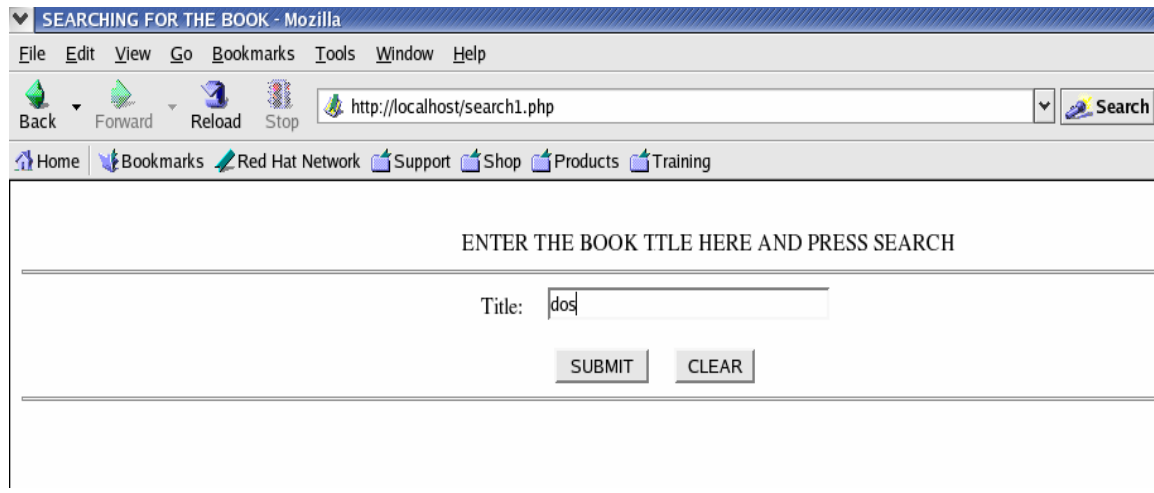 SEARCHING FOR THE BOOK - Mozilla
File Edit View Go Bookmarks Tools Window Help
Back Forward Reload Stop http://localhost/search1.php Search
Home Bookmarks Red Hat Network Support Shop Products Training
ENTER THE BOOK TTLE HERE AND PRESS SEARCH
Title: dos
SUBMIT CLEAR